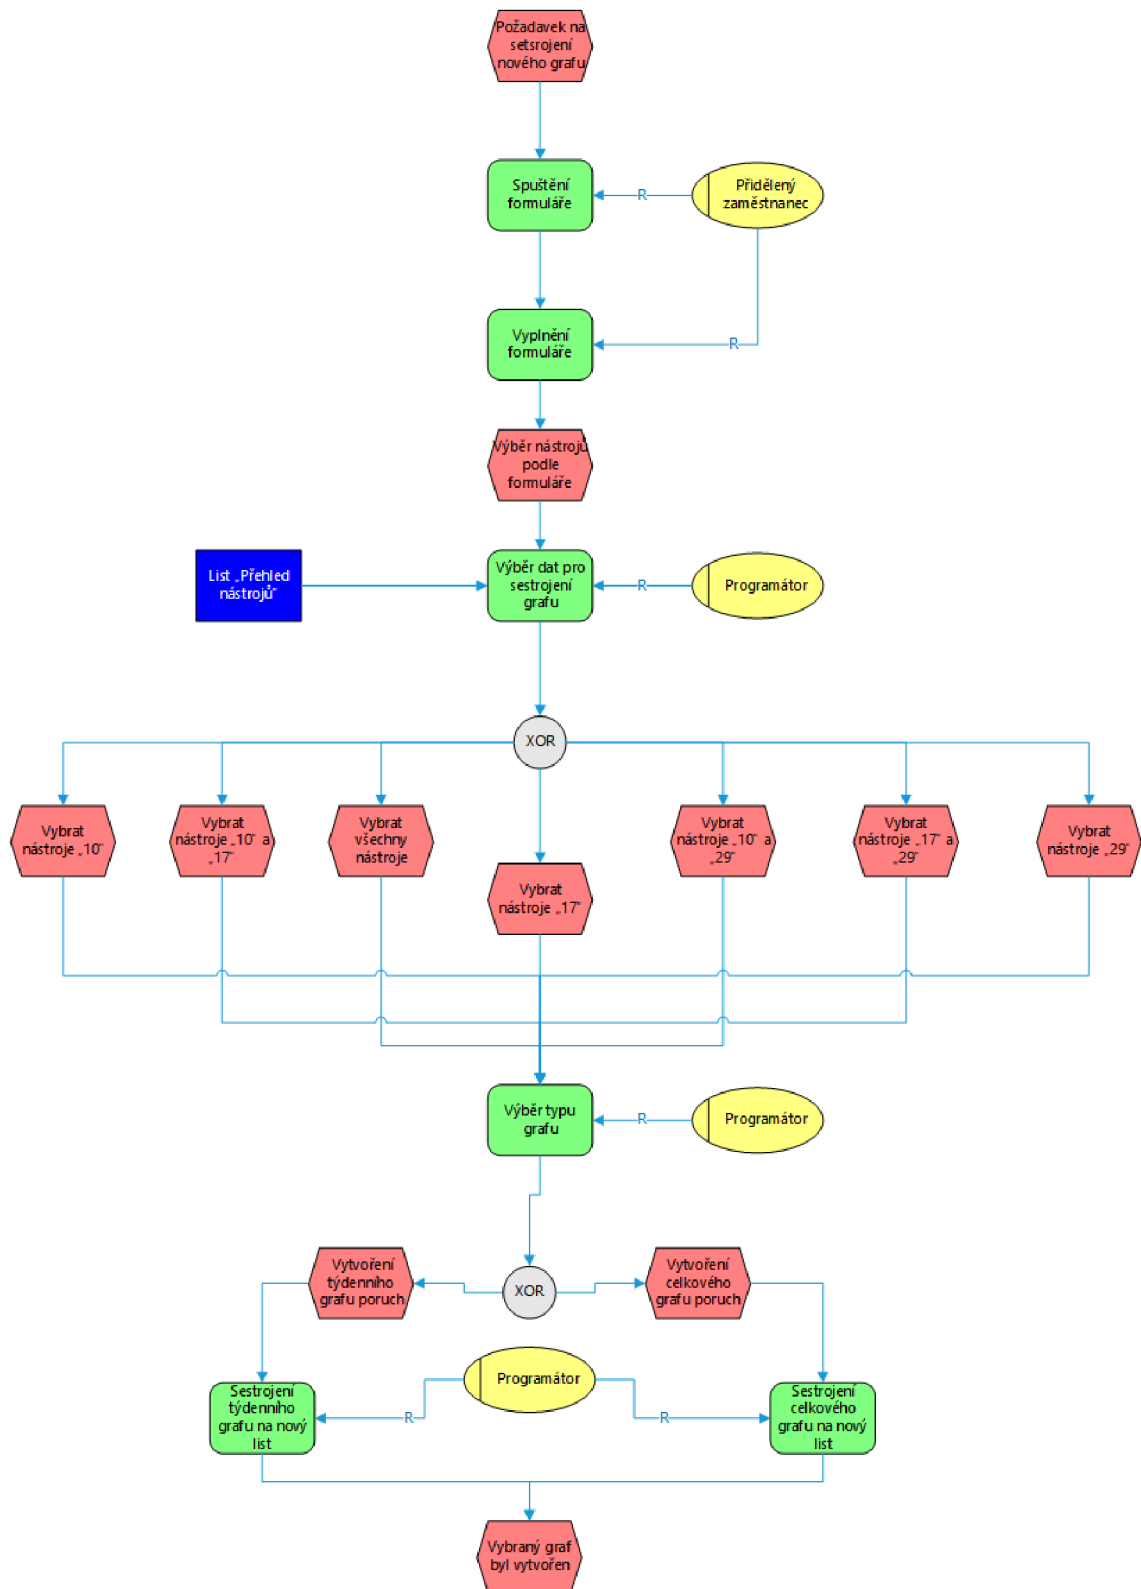 Požadavek na
setsrojení
nového grafu
Spuštění
formuláře
R
Přidělený
zaměstnanec
Vyplnění
formuláře
R
Výběr nástrojů
podle
formuláře
List „Přehled
nástrojů“
Výběr dat pro
sestrojení
grafu
R
Programátor
XOR
Vybrat
nástroje „10“
Vybrat
nástroje „10“ a
„17“
Vybrat
všechny
nástroje
Vybrat
nástroje „17“
Vybrat
nástroje „10“ a
„29“
Vybrat
nástroje „17“ a
„29“
Vybrat
nástroje „29“
Výběr typu
grafu
R
Programátor
Vytvoření
týdenního
grafu poruch
XOR
Vytvoření
celkového
grafu poruch
Programátor
Sestrojení
týdenního
grafu na nový
list
R
R
Sestrojení
celkového
grafu na nový
list
Vybraný graf
byl vytvořen